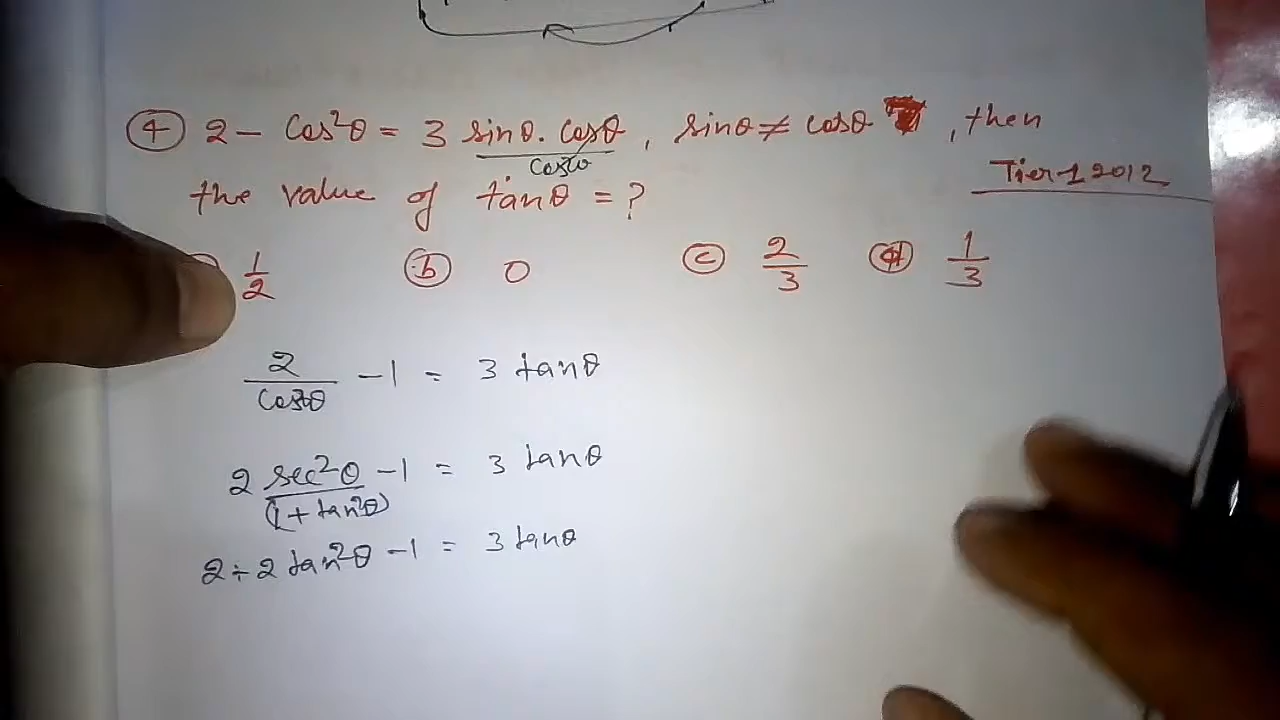 ④ 2 - Cos²θ = 3 sinθ. cosθ, sinθ ≠ cosθ, then
Cos²θ
Tier-1 2012
the value of tanθ = ?
1/2 ⓑ 0 ⓒ 2/3 ⓓ 1/3
2/Cos²θ - 1 = 3 tanθ
2 sec²θ - 1 = 3 tanθ
(1 + tan²θ)
2 + 2 tan²θ - 1 = 3 tanθ